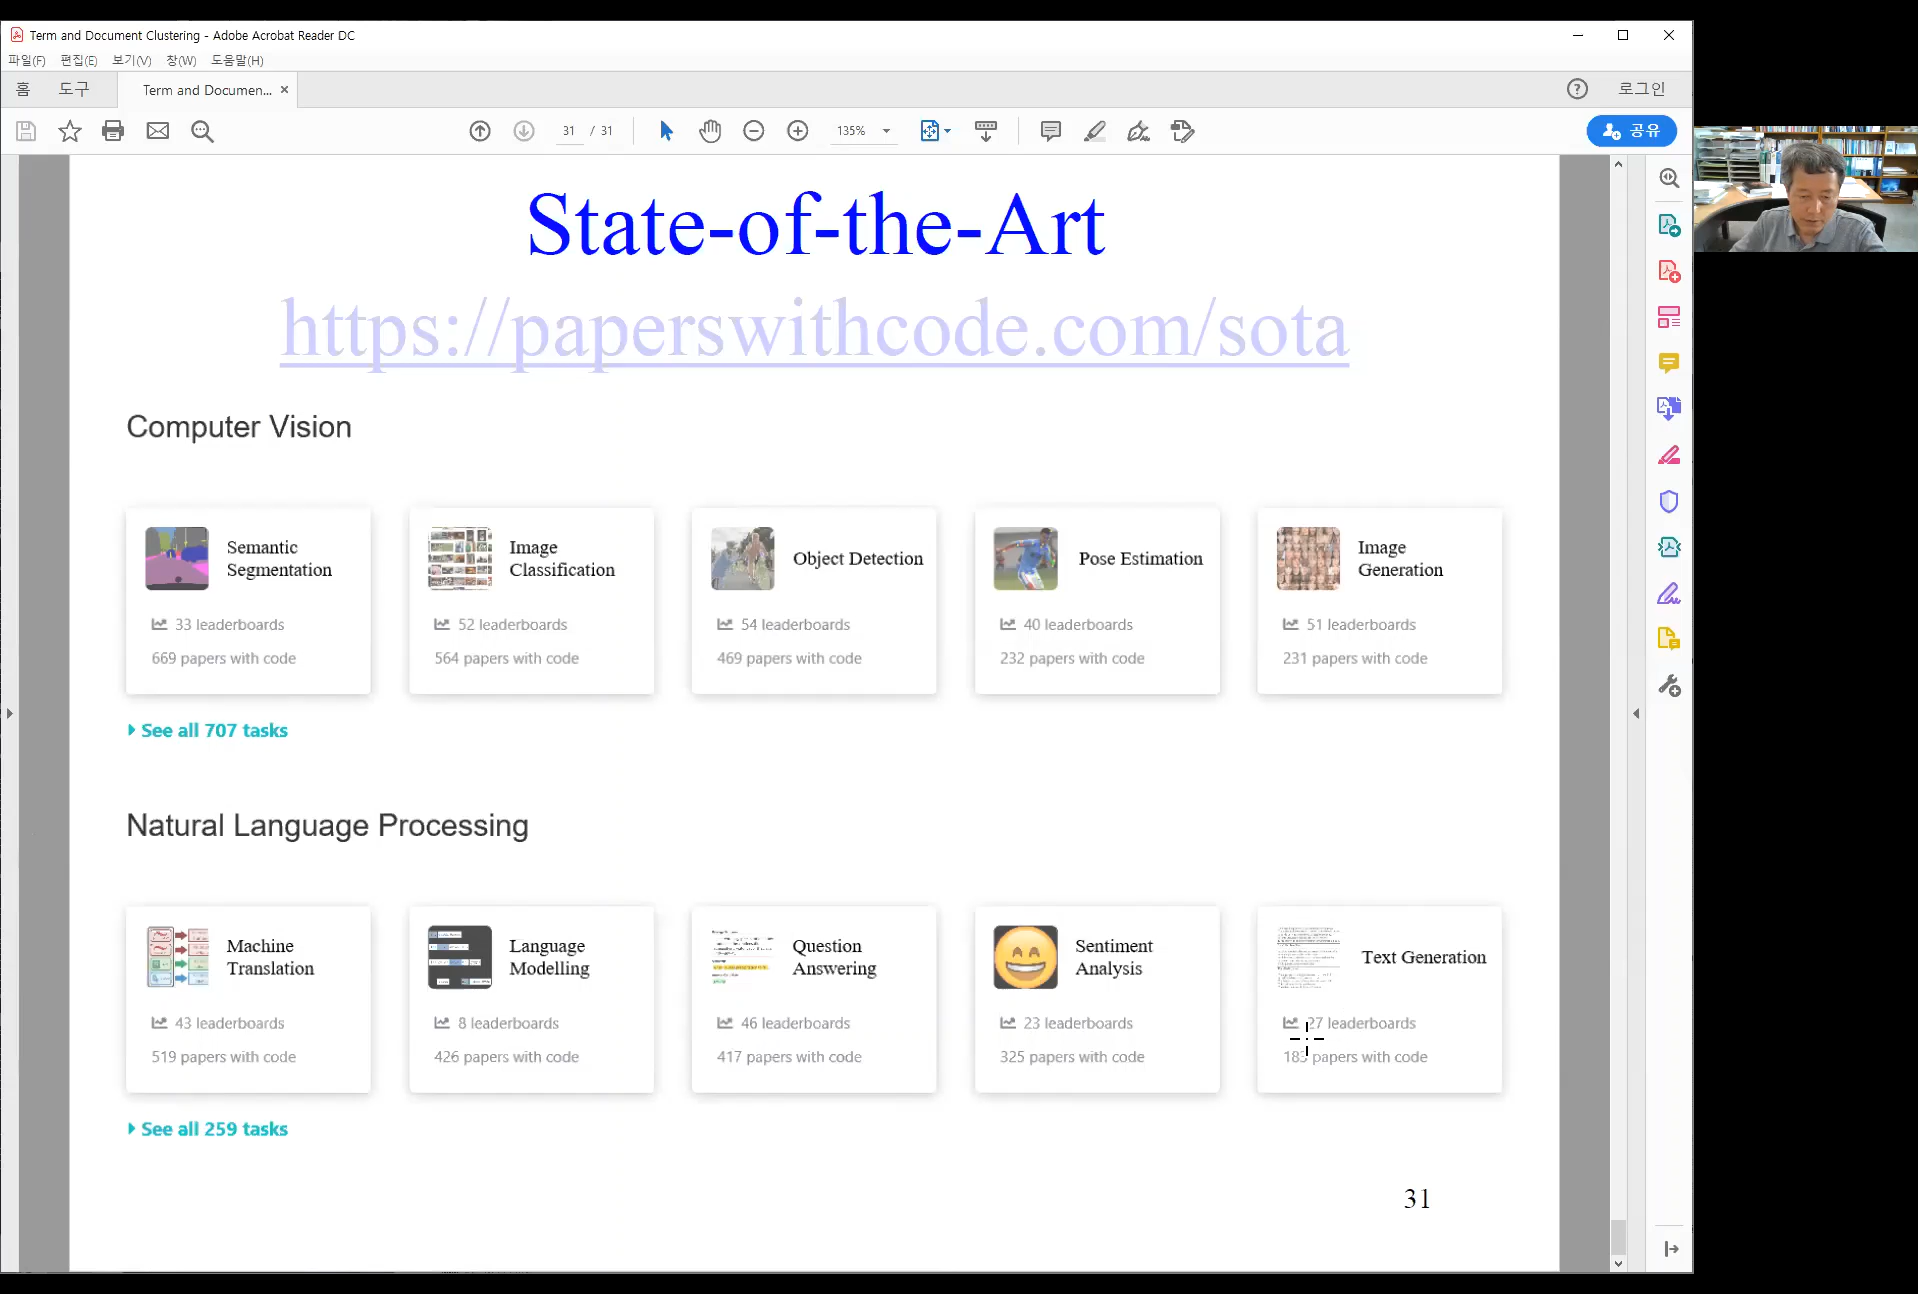 Term and Document Clustering - Adobe Acrobat Reader DC
파일(F) 편집(E) 보기(V) 창(W) 도움말(H)
홈 도구 Term and Documen... × 로그인
31 / 31 135% 공유
State-of-the-Art
https://paperswithcode.com/sota
Computer Vision
Semantic
Segmentation
33 leaderboards
669 papers with code
Image
Classification
52 leaderboards
564 papers with code
Object Detection
54 leaderboards
469 papers with code
Pose Estimation
40 leaderboards
232 papers with code
Image
Generation
51 leaderboards
231 papers with code
See all 707 tasks
Natural Language Processing
Machine
Translation
43 leaderboards
519 papers with code
Language
Modelling
8 leaderboards
426 papers with code
Question
Answering
46 leaderboards
417 papers with code
Sentiment
Analysis
23 leaderboards
325 papers with code
Text Generation
27 leaderboards
papers with code
See all 259 tasks
31